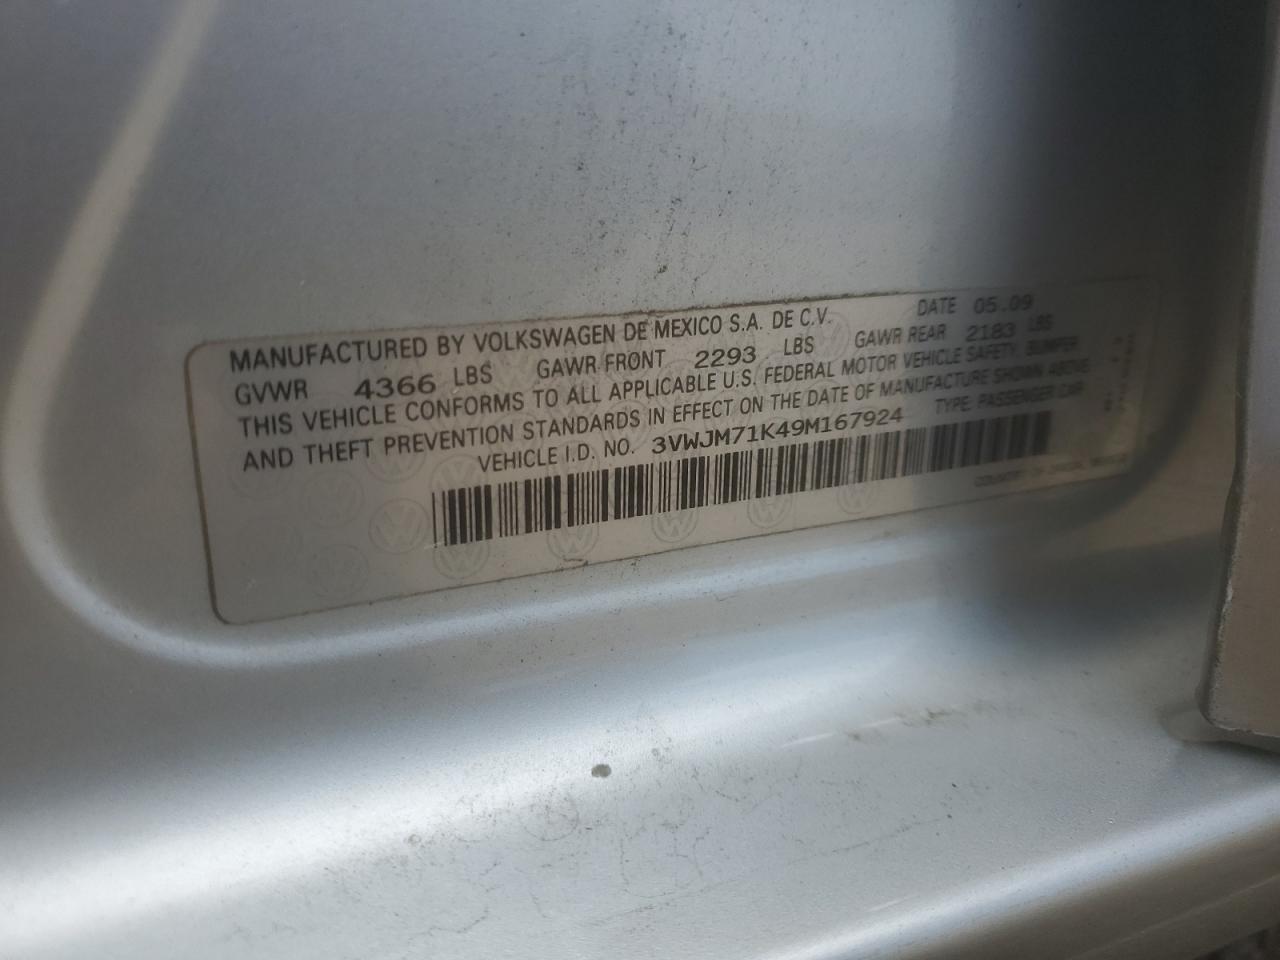 MANUFACTURED BY VOLKSWAGEN DE MEXICO S.A. DE C.V. DATE 05.09
GVWR 4366 LBS GAWR FRONT 2293 LBS GAWR REAR 2183 LBS
THIS VEHICLE CONFORMS TO ALL APPLICABLE U.S. FEDERAL MOTOR VEHICLE SAFETY, BUMPER
AND THEFT PREVENTION STANDARDS IN EFFECT ON THE DATE OF MANUFACTURE SHOWN ABOVE
VEHICLE I.D. NO. 3VWJM71K49M167924 TYPE: PASSENGER CAR